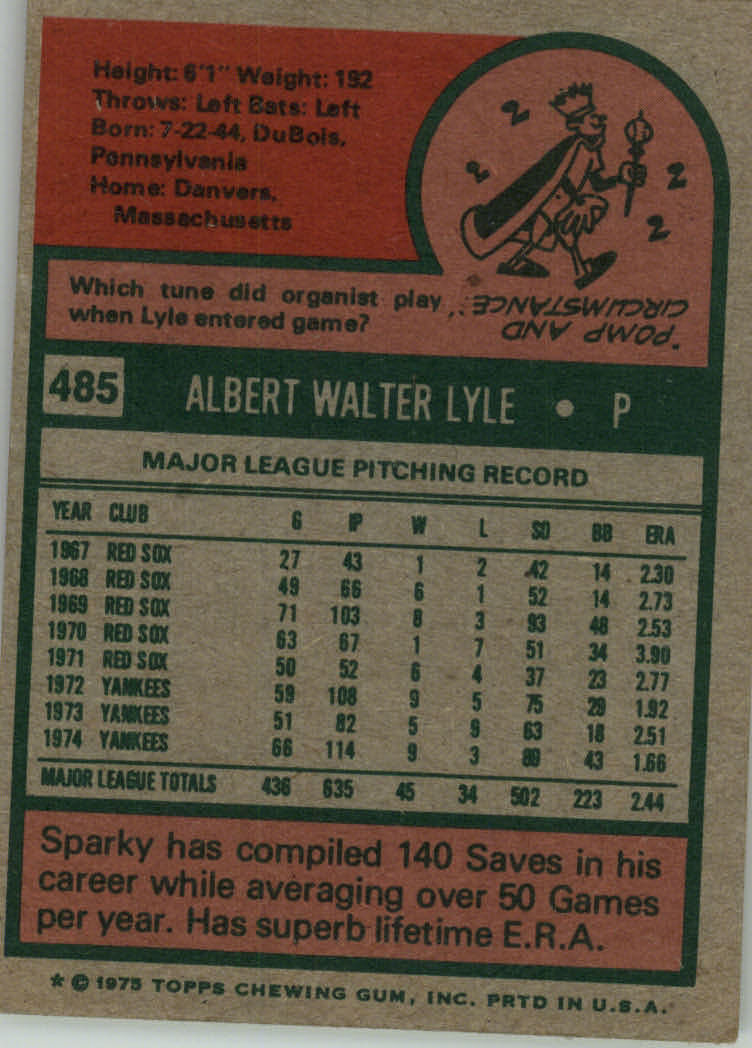 Height: 6'1" Weight: 192
Throws: Left Bats: Left
Born: 7-22-44, DuBois,
Pennsylvania
Home: Danvers,
Massachusetts
Which tune did organist play
when Lyle entered game?
"POMP AND
CIRCUMSTANCE."
485 ALBERT WALTER LYLE • P
MAJOR LEAGUE PITCHING RECORD
YEAR CLUB G IP W L SO BB ERA
1967 RED SOX 27 43 1 2 42 14 2.30
1968 RED SOX 49 66 6 1 52 14 2.73
1969 RED SOX 71 103 8 3 93 48 2.53
1970 RED SOX 63 67 1 7 51 34 3.90
1971 RED SOX 50 52 6 4 37 23 2.77
1972 YANKEES 59 108 9 5 75 29 1.92
1973 YANKEES 51 82 5 9 63 18 2.51
1974 YANKEES 66 114 9 3 89 43 1.66
MAJOR LEAGUE TOTALS 436 635 45 34 502 223 2.44
Sparky has compiled 140 Saves in his
career while averaging over 50 Games
per year. Has superb lifetime E.R.A.
* © 1975 TOPPS CHEWING GUM, INC. PRTD IN U.S.A.